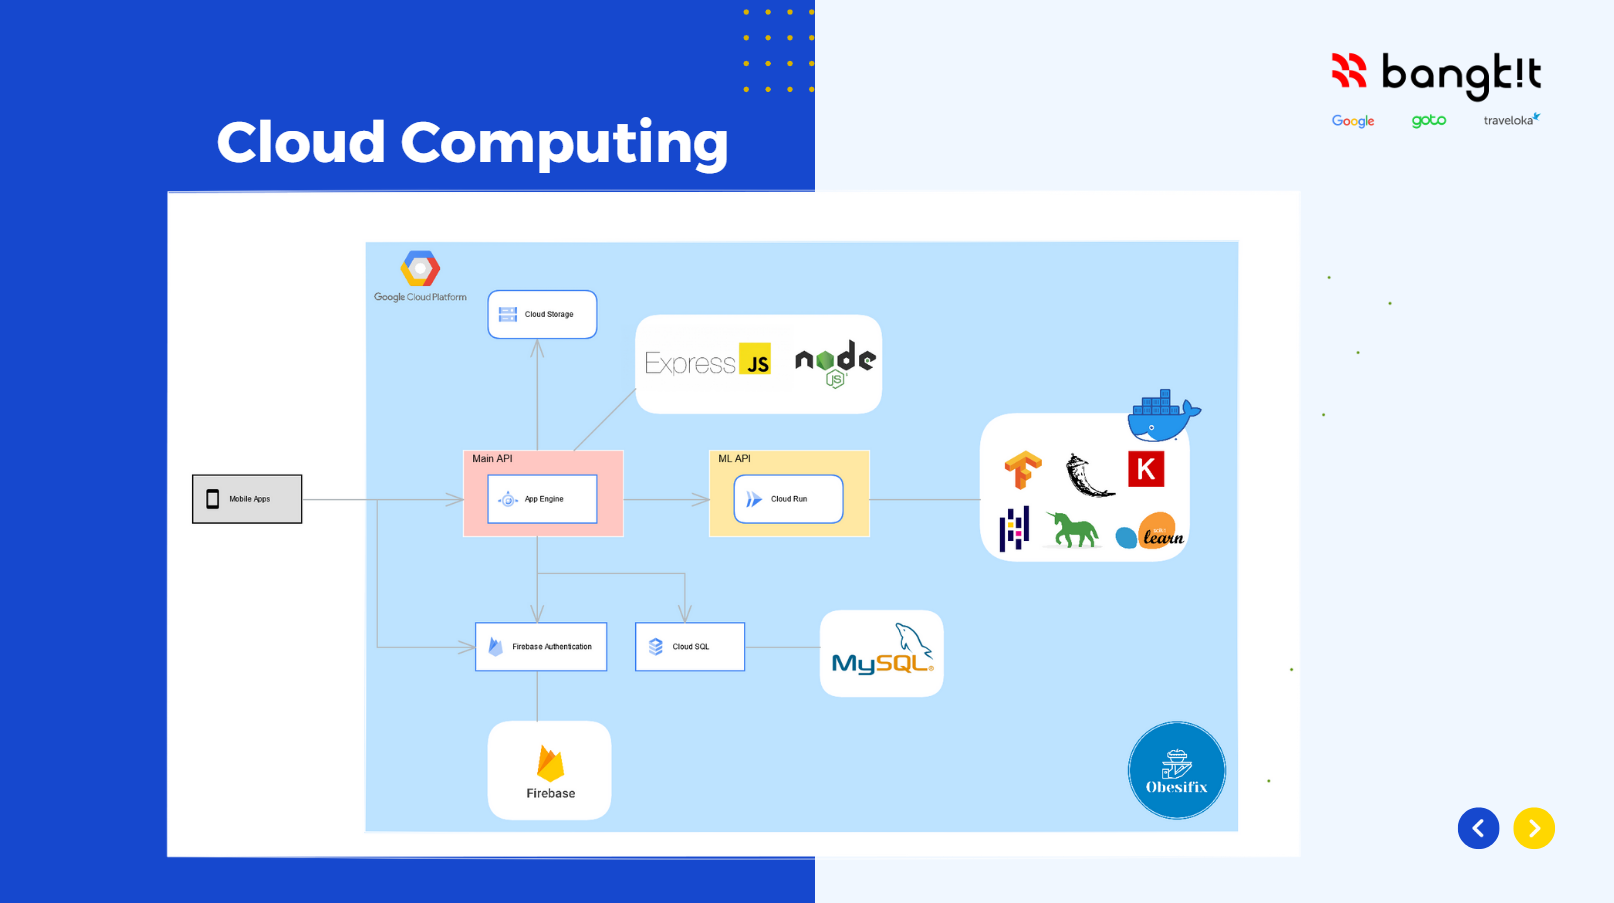 bangk!t
Google goto traveloka
Cloud Computing
Google Cloud Platform
Cloud Storage
Express JS node
JS
Main API
ML API
K
Mobile Apps
App Engine
Cloud Run
learn
Firebase Authentication
Cloud SQL
MySQL
Firebase
Obesifix